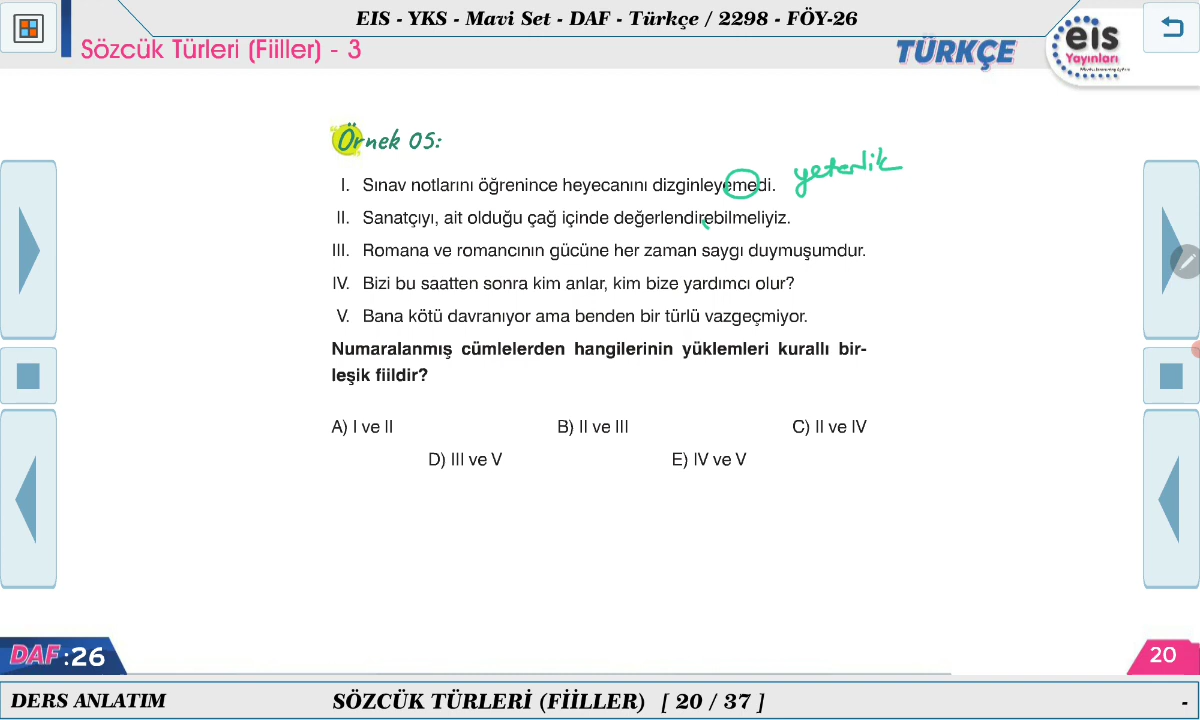 EIS - YKS - Mavi Set - DAF - Türkçe / 2298 - FÖY-26
Sözcük Türleri (Fiiller) - 3
TÜRKÇE
eis
Yayınları
Örnek 05:
I. Sınav notlarını öğrenince heyecanını dizginleyemedi. yeterlik
II. Sanatçıyı, ait olduğu çağ içinde değerlendirebilmeliyiz.
III. Romana ve romancının gücüne her zaman saygı duymuşumdur.
IV. Bizi bu saatten sonra kim anlar, kim bize yardımcı olur?
V. Bana kötü davranıyor ama benden bir türlü vazgeçmiyor.
Numaralanmış cümlelerden hangilerinin yüklemleri kurallı bir-
leşik fiildir?
A) I ve II B) II ve III C) II ve IV
D) III ve V E) IV ve V
DAF:26
20
DERS ANLATIM SÖZCÜK TÜRLERİ (FİİLLER) [ 20 / 37 ] -